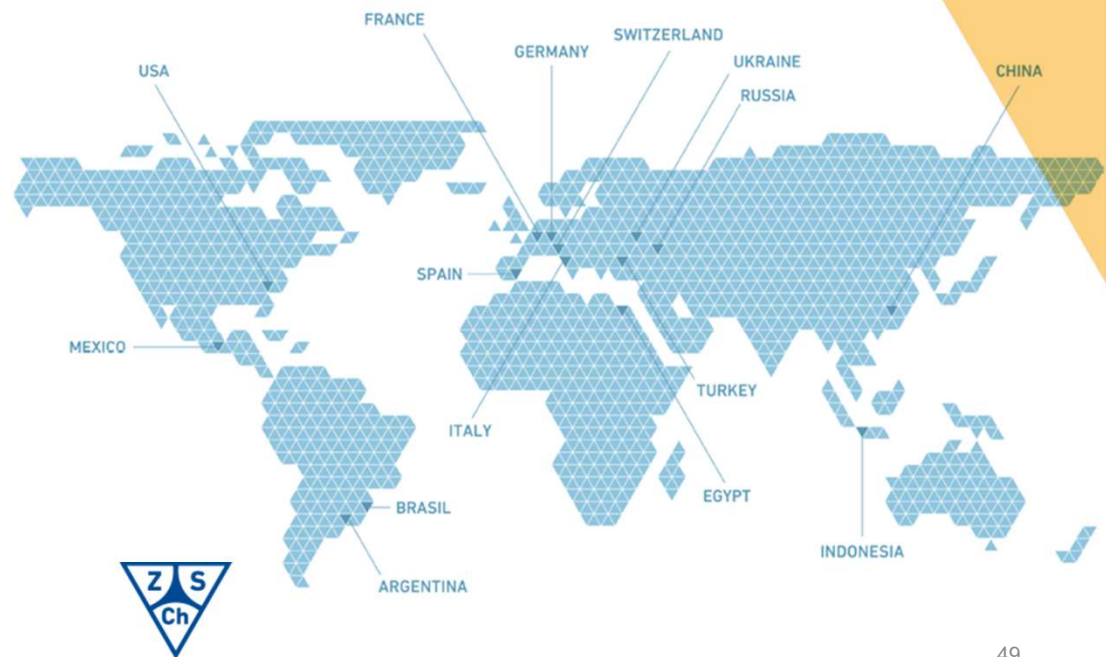 FRANCE
SWITZERLAND
GERMANY
UKRAINE
USA
CHINA
RUSSIA
SPAIN
MEXICO
TURKEY
ITALY
EGYPT
BRASIL
INDONESIA
ARGENTINA
Z S
Ch
49